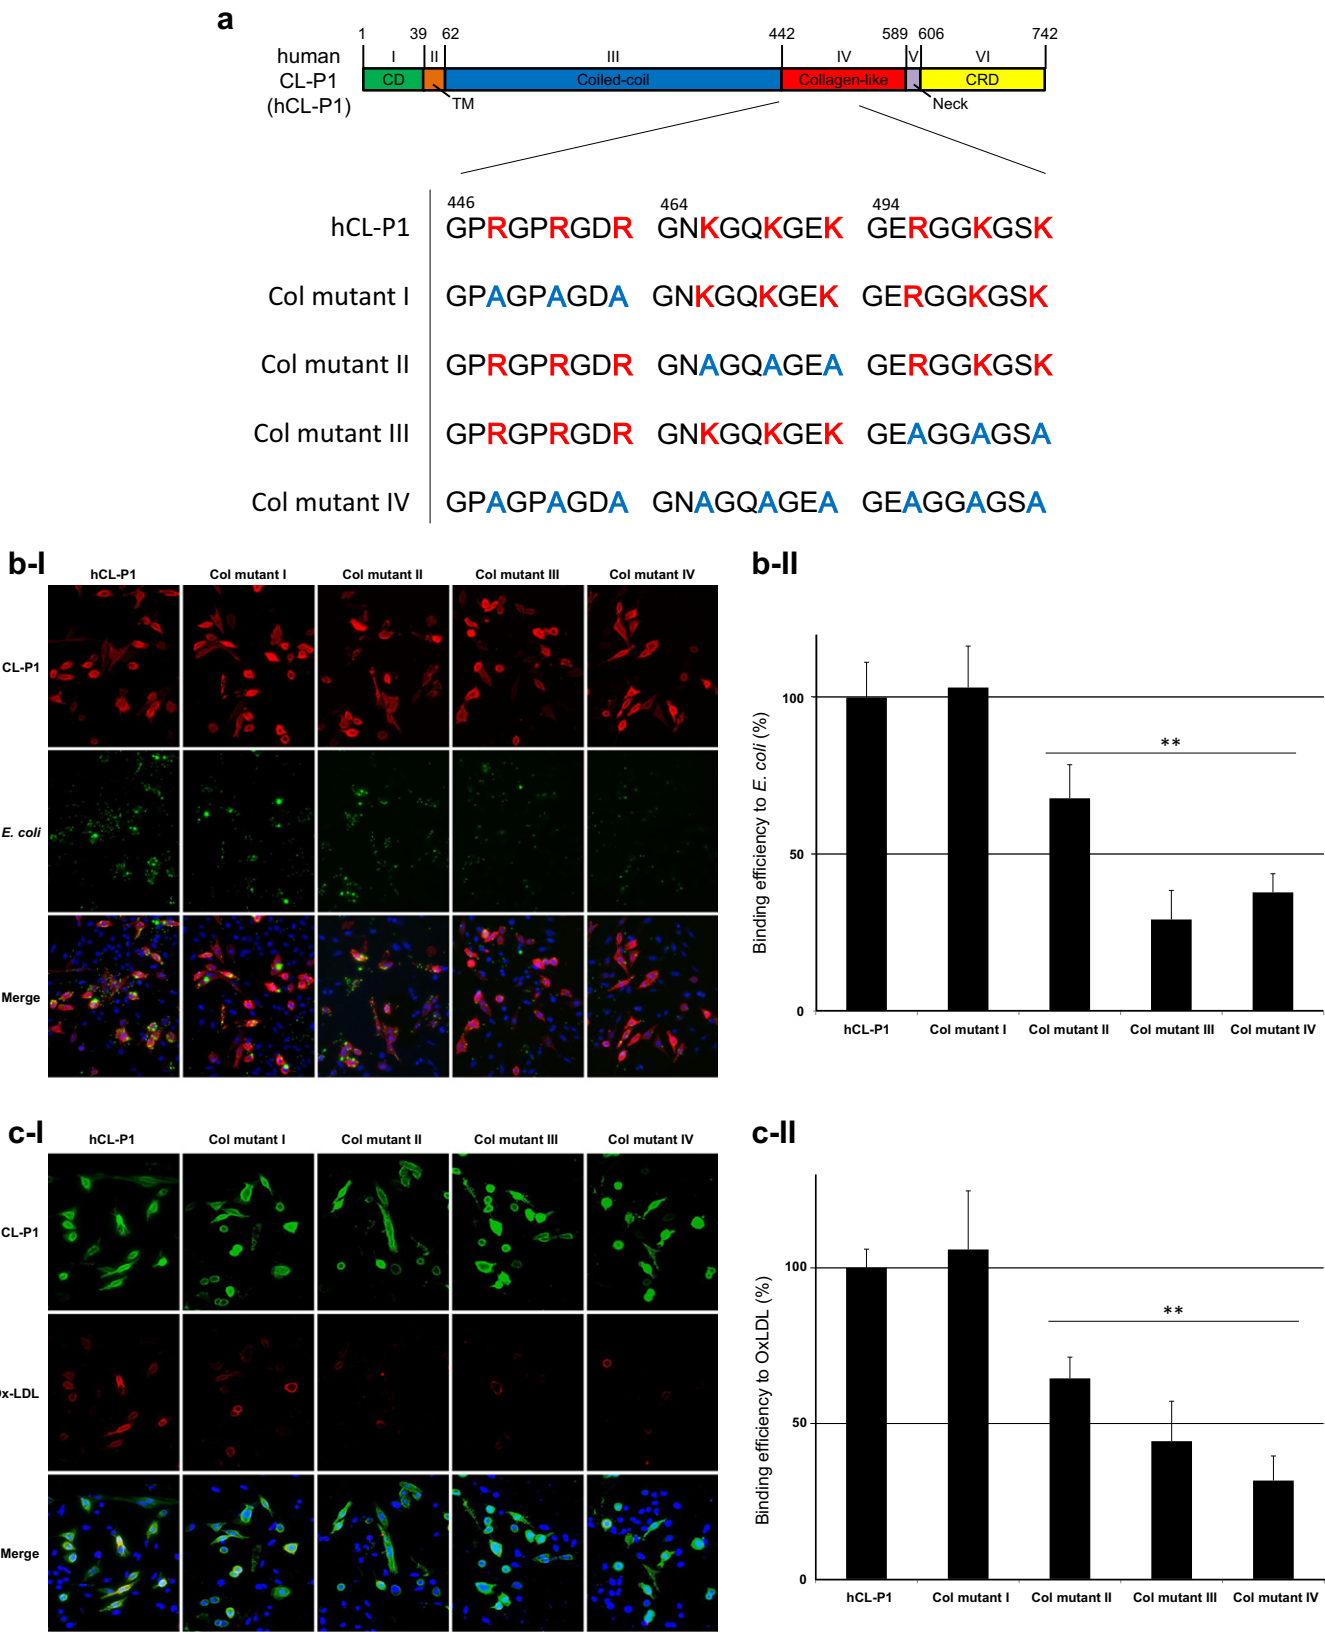 a
1 39 62 442 589 606 742
human I II III IV V VI
CL-P1 CD Coiled-coil Collagen-like CRD
(hCL-P1) TM Neck
446 464 494
hCL-P1 GPRGPRGDR GNKGQKGEK GERGGKGSK
Col mutant I GPAGPAGDA GNKGQKGEK GERGGKGSK
Col mutant II GPRGPRGDR GNAGQAGEA GERGGKGSK
Col mutant III GPRGPRGDR GNKGQKGEK GEAGGAGSA
Col mutant IV GPAGPAGDA GNAGQAGEA GEAGGAGSA
b-I
hCL-P1 Col mutant I Col mutant II Col mutant III Col mutant IV
CL-P1
E. coli
Merge
b-II
Binding efficiency to E. coli (%)
100
**
50
0
hCL-P1 Col mutant I Col mutant II Col mutant III Col mutant IV
c-I
hCL-P1 Col mutant I Col mutant II Col mutant III Col mutant IV
CL-P1
x-LDL
Merge
c-II
Binding efficiency to OxLDL (%)
100
**
50
0
hCL-P1 Col mutant I Col mutant II Col mutant III Col mutant IV